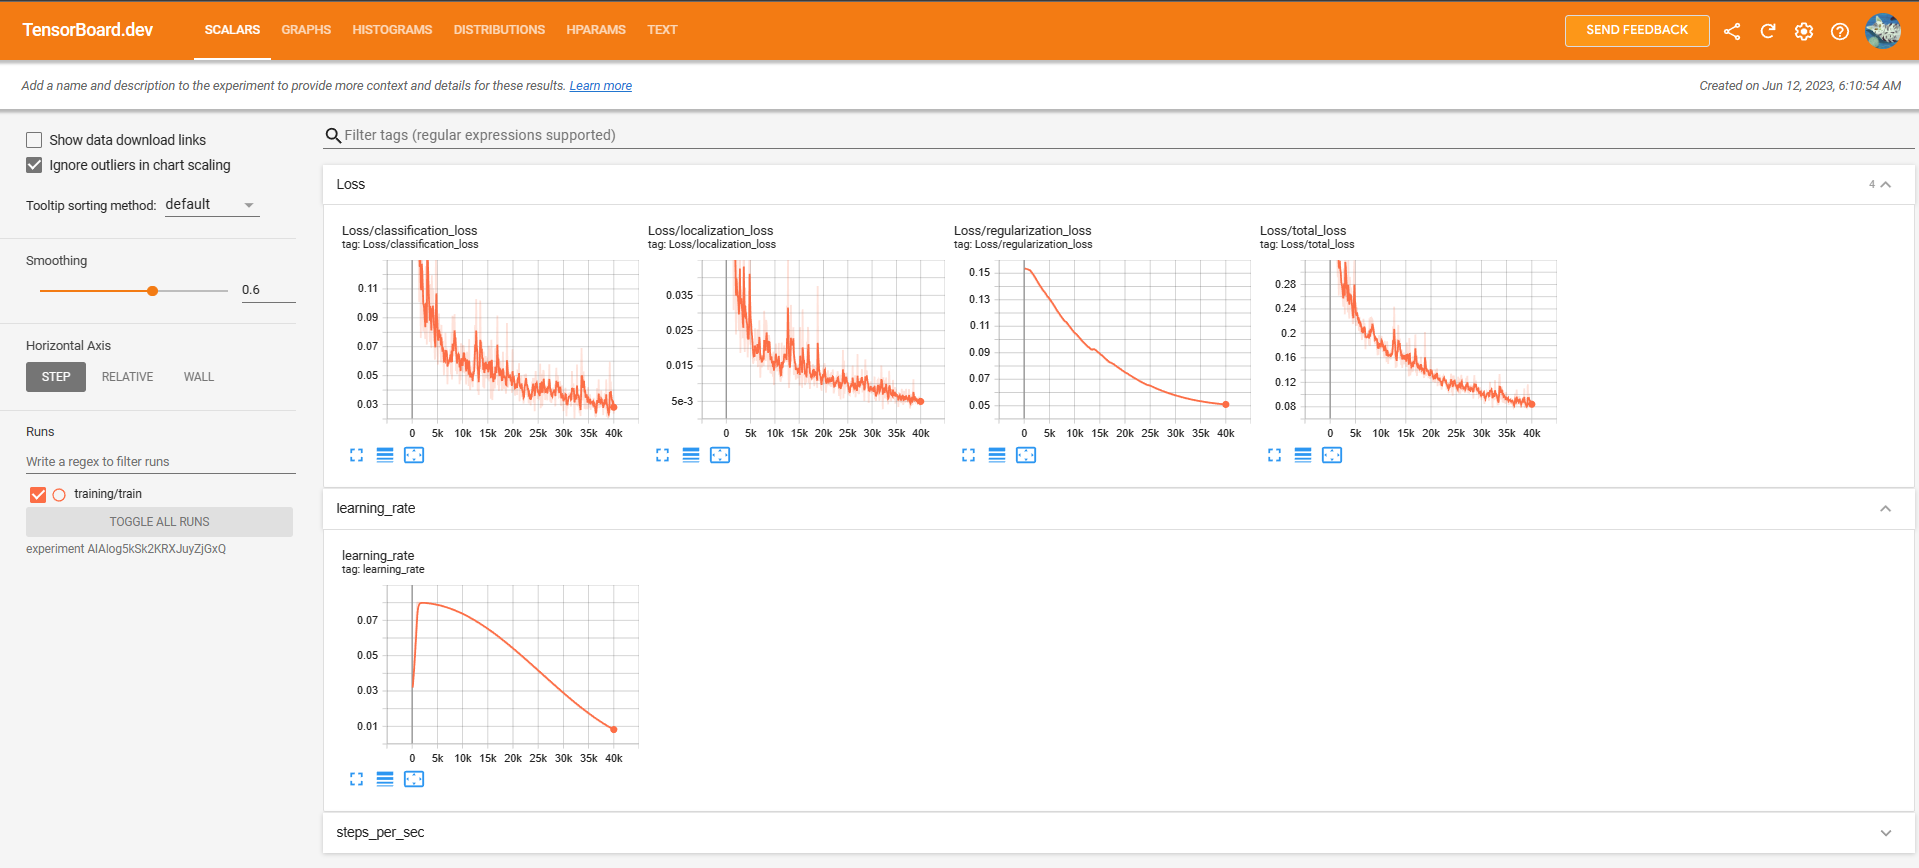 TensorBoard.dev SCALARS GRAPHS HISTOGRAMS DISTRIBUTIONS HPARAMS TEXT SEND FEEDBACK
Add a name and description to the experiment to provide more context and details for these results. Learn more
Created on Jun 12, 2023, 6:10:54 AM
Show data download links
Ignore outliers in chart scaling
Tooltip sorting method: default
Smoothing
0.6
Horizontal Axis
STEP RELATIVE WALL
Runs
Write a regex to filter runs
training/train
TOGGLE ALL RUNS
experiment AIAlog5kSk2KRXJuyZjGxQ
Filter tags (regular expressions supported)
Loss 4
Loss/classification_loss
tag: Loss/classification_loss
0.11
0.09
0.07
0.05
0.03
0 5k 10k 15k 20k 25k 30k 35k 40k
Loss/localization_loss
tag: Loss/localization_loss
0.035
0.025
0.015
5e-3
0 5k 10k 15k 20k 25k 30k 35k 40k
Loss/regularization_loss
tag: Loss/regularization_loss
0.15
0.13
0.11
0.09
0.07
0.05
0 5k 10k 15k 20k 25k 30k 35k 40k
Loss/total_loss
tag: Loss/total_loss
0.28
0.24
0.2
0.16
0.12
0.08
0 5k 10k 15k 20k 25k 30k 35k 40k
learning_rate
learning_rate
tag: learning_rate
0.07
0.05
0.03
0.01
0 5k 10k 15k 20k 25k 30k 35k 40k
steps_per_sec